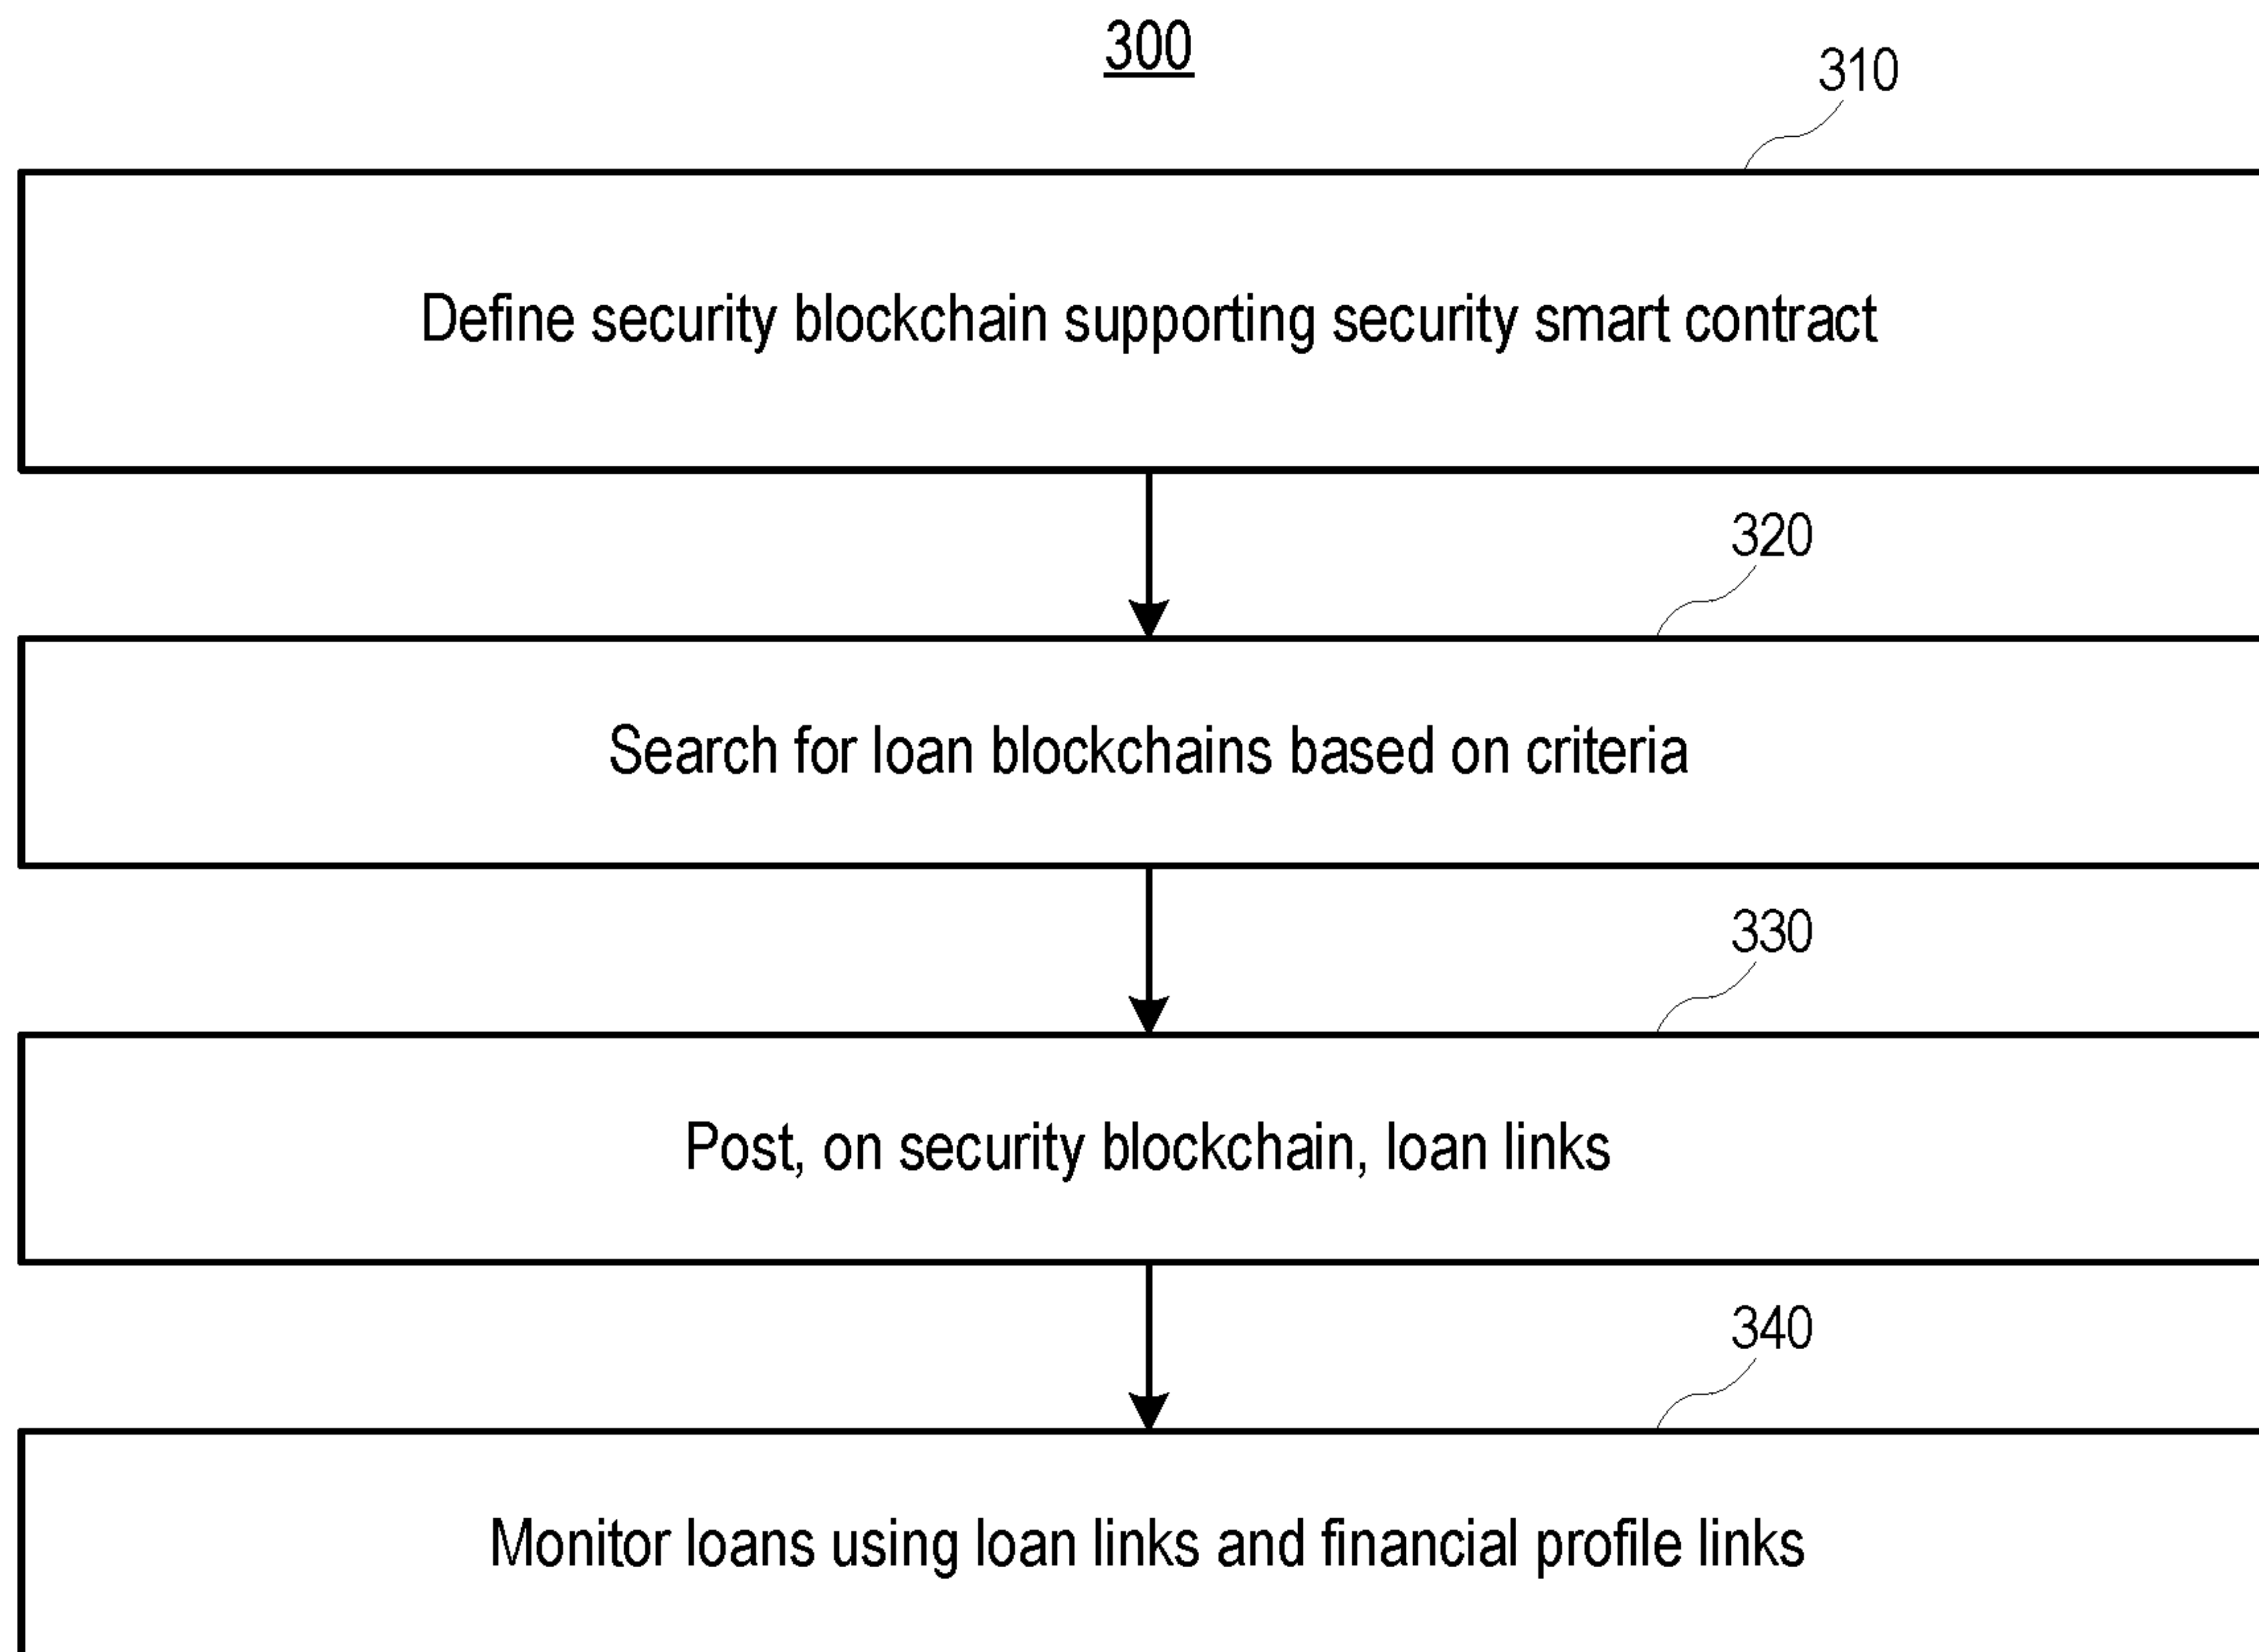 300
310
Define security blockchain supporting security smart contract
320
Search for loan blockchains based on criteria
330
Post, on security blockchain, loan links
340
Monitor loans using loan links and financial profile links